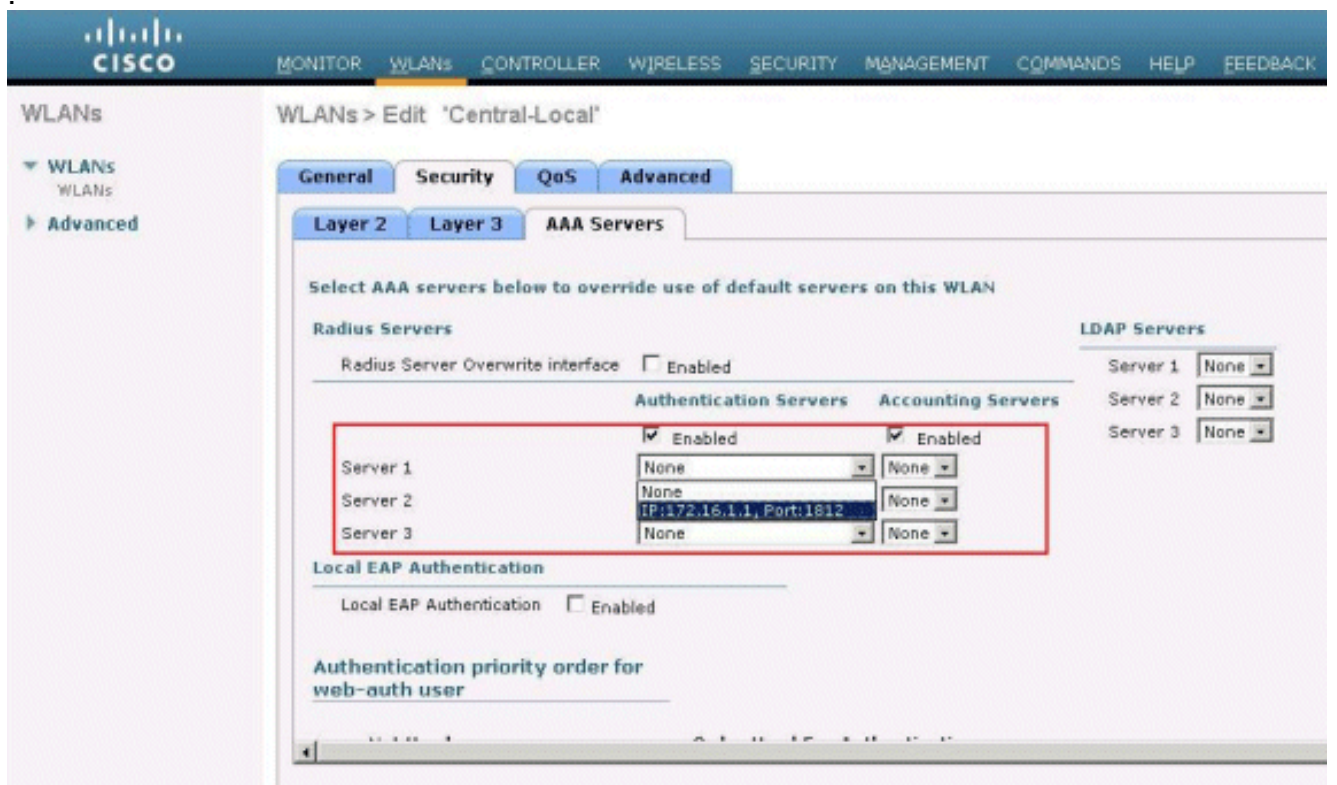 CISCO
MONITOR WLANs CONTROLLER WIRELESS SECURITY MANAGEMENT COMMANDS HELP FEEDBACK
WLANs
WLANs
WLANs
Advanced
WLANs > Edit 'Central-Local'
General Security QoS Advanced
Layer 2 Layer 3 AAA Servers
Select AAA servers below to override use of default servers on this WLAN
Radius Servers
LDAP Servers
Radius Server Overwrite interface Enabled
Server 1 None
Authentication Servers Accounting Servers
Server 2 None
Enabled Enabled
Server 3 None
Server 1 None None
None
Server 2 IP:172.16.1.1, Port:1812 None
Server 3 None None
Local EAP Authentication
Local EAP Authentication Enabled
Authentication priority order for
web-auth user